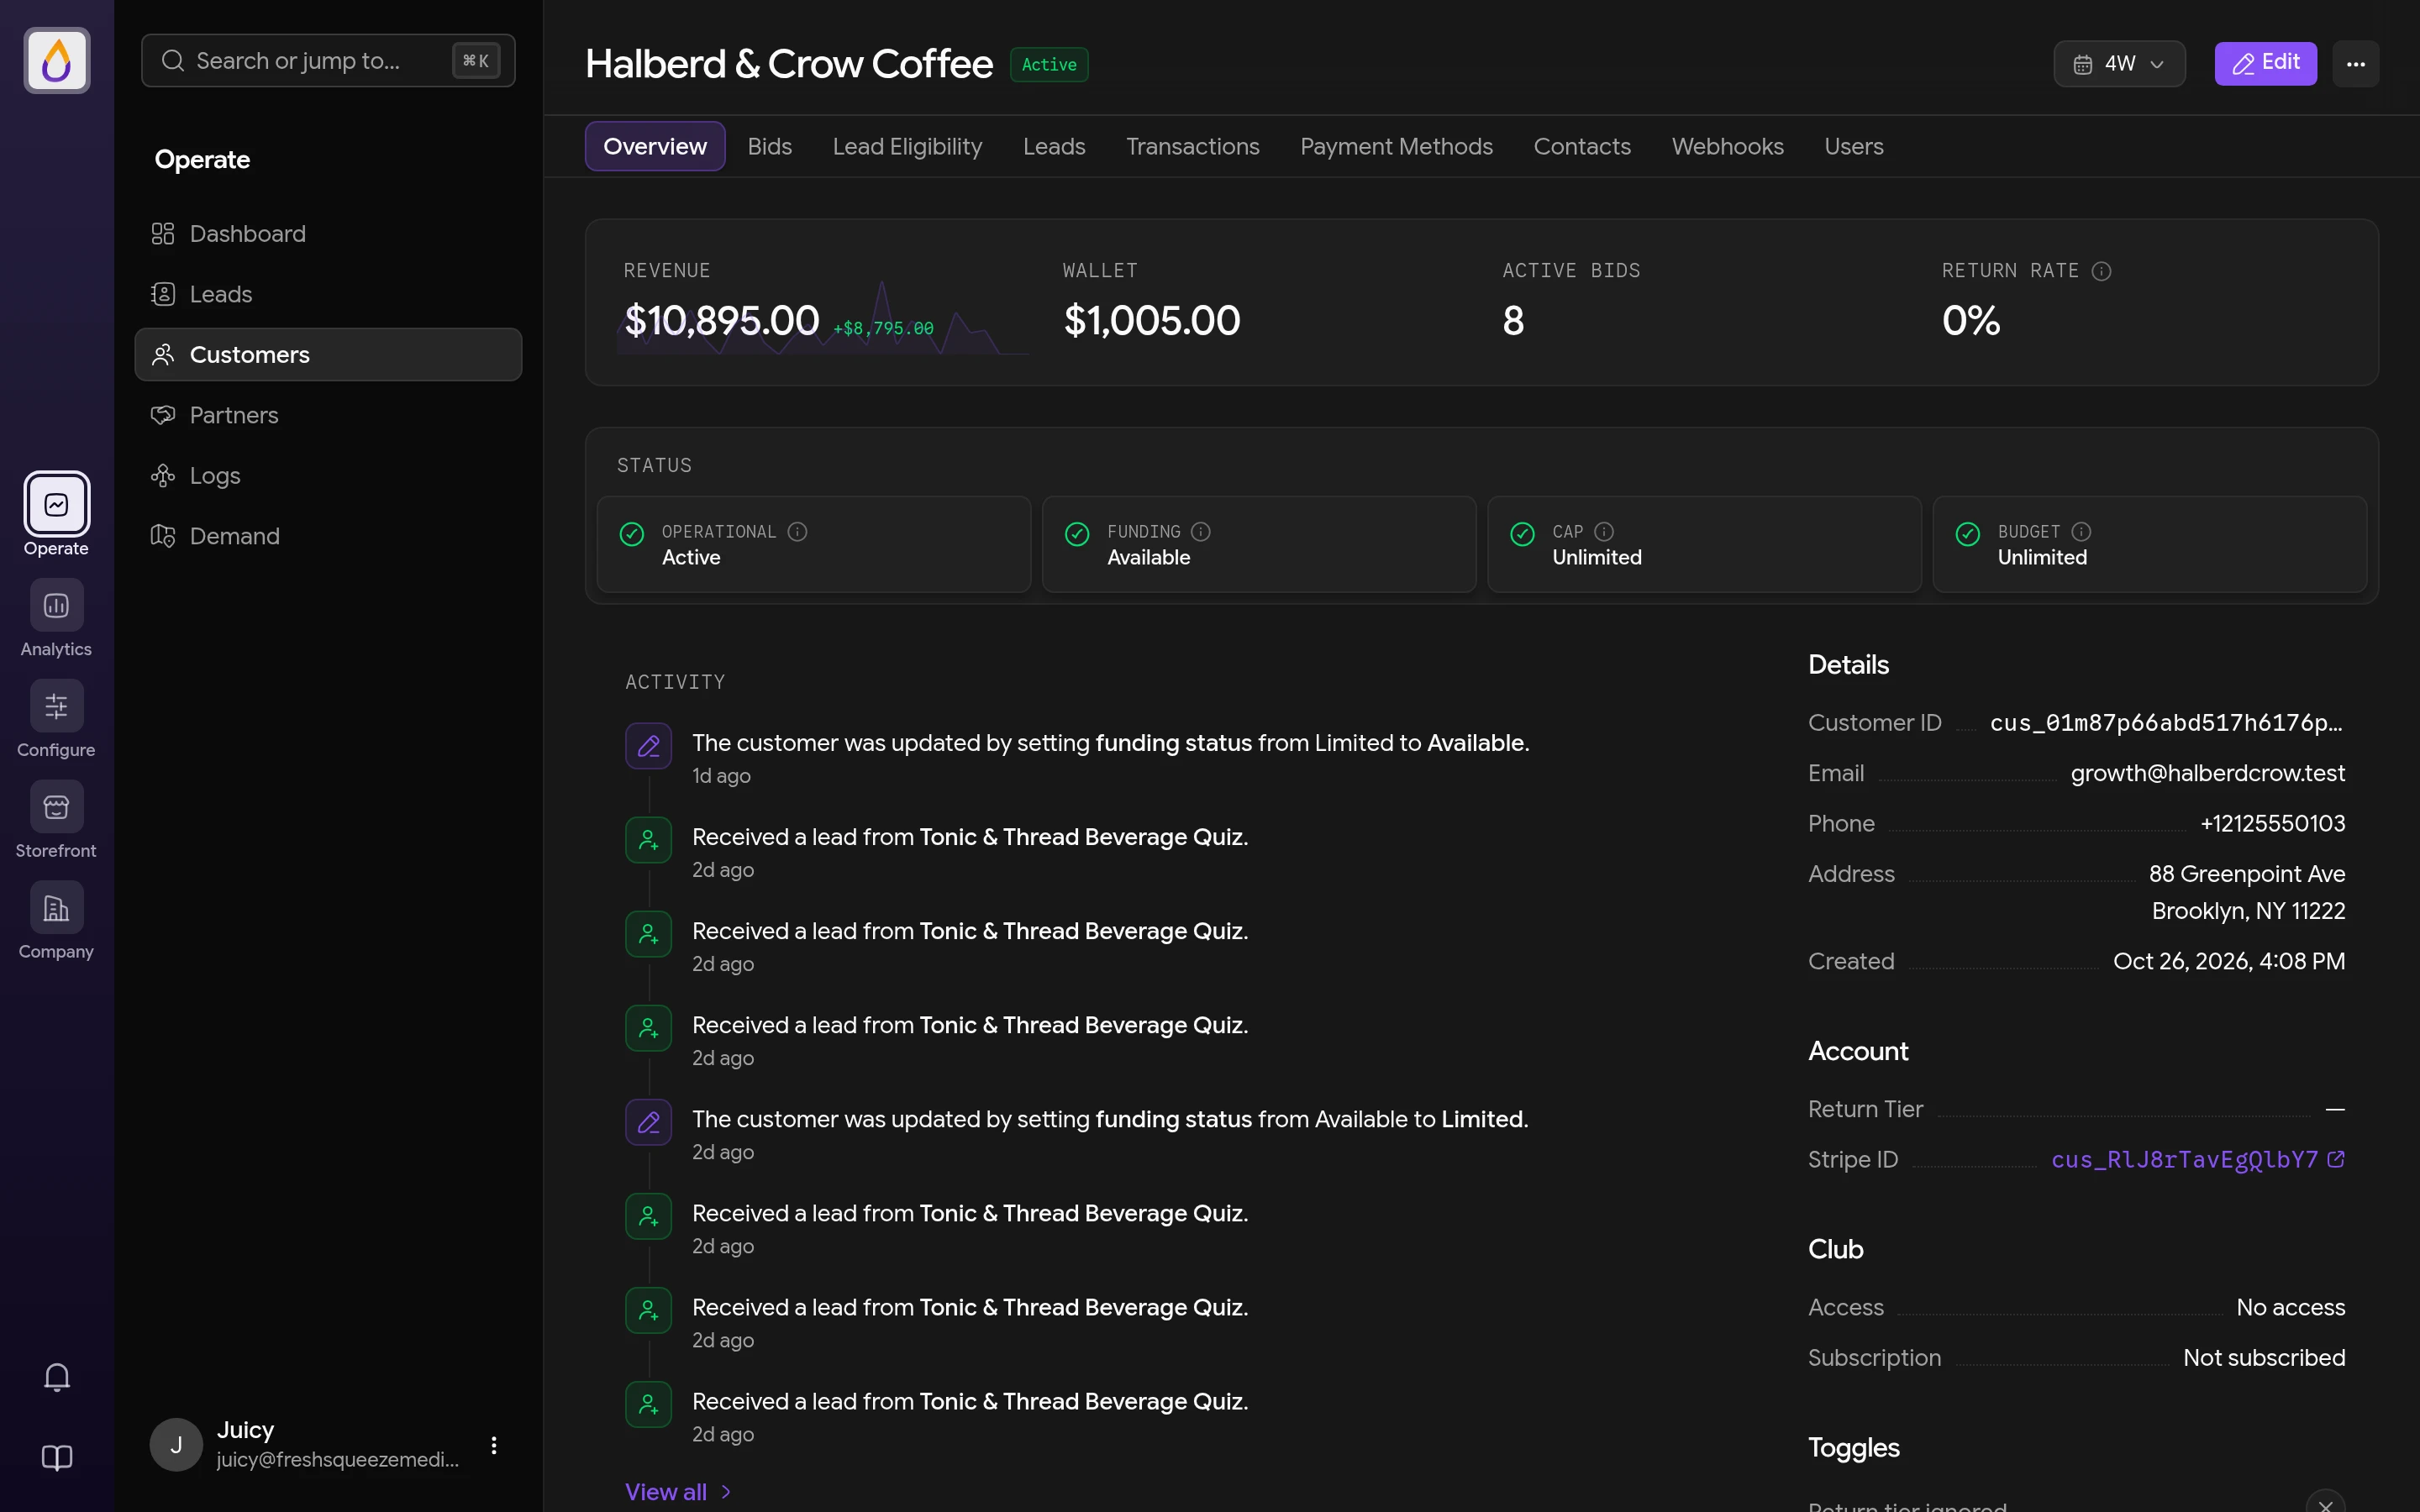 Search or jump to...
⌘K
Operate
Dashboard
Leads
Customers
Partners
Logs
Demand
Operate
Analytics
Configure
Storefront
Company
J
Juicy
juicy@freshsqueezemedi...
Halberd & Crow Coffee
Active
4W
Edit
Overview
Bids
Lead Eligibility
Leads
Transactions
Payment Methods
Contacts
Webhooks
Users
REVENUE
$10,895.00 +$8,795.00
WALLET
$1,005.00
ACTIVE BIDS
8
RETURN RATE
0%
STATUS
OPERATIONAL
Active
FUNDING
Available
CAP
Unlimited
BUDGET
Unlimited
ACTIVITY
The customer was updated by setting funding status from Limited to Available.
1d ago
Received a lead from Tonic & Thread Beverage Quiz.
2d ago
Received a lead from Tonic & Thread Beverage Quiz.
2d ago
Received a lead from Tonic & Thread Beverage Quiz.
2d ago
The customer was updated by setting funding status from Available to Limited.
2d ago
Received a lead from Tonic & Thread Beverage Quiz.
2d ago
Received a lead from Tonic & Thread Beverage Quiz.
2d ago
Received a lead from Tonic & Thread Beverage Quiz.
2d ago
View all
Details
Customer ID cus_01m87p66abd517h6176p...
Email growth@halberdcrow.test
Phone +12125550103
Address 88 Greenpoint Ave
Brooklyn, NY 11222
Created Oct 26, 2026, 4:08 PM
Account
Return Tier —
Stripe ID cus_RlJ8rTavEgQlbY7
Club
Access No access
Subscription Not subscribed
Toggles
Return tier ignored